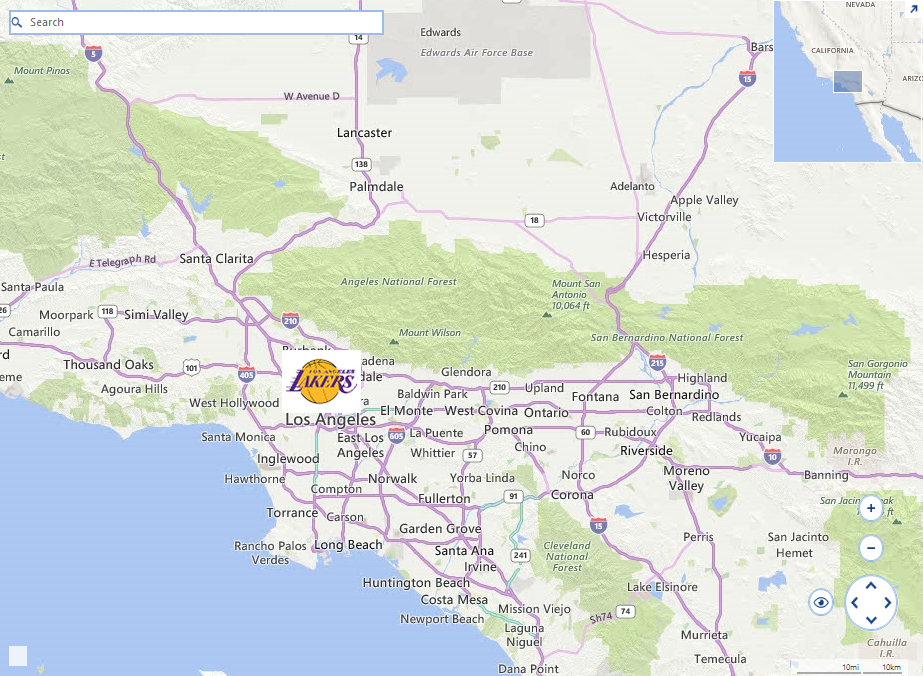 Search
NEVADA
CALIFORNIA
14
Edwards
Edwards Air Force Base
5
Mount Pinos
15
W Avenue D
Lancaster
138
Palmdale
Adelanto
Apple Valley
18
Victorville
Hesperia
E Telegraph Rd
Santa Clarita
Santa Paula
Angeles National Forest
Mount San
Antonio
10,064 ft
Moorpark
118
Simi Valley
210
26
Camarillo
Mount Wilson
San Bernardino National Forest
Thousand Oaks
101
405
LOS ANGELES
LAKERS
Glendora
215
San Gorgonio
Mountain
11,499 ft
Agoura Hills
Baldwin Park
210
Upland
Highland
West Hollywood
Fontana
San Bernardino
Los Angeles
El Monte
West Covina
Ontario
Colton
Redlands
Santa Monica
East Los
Angeles
605
La Puente
Pomona
60
Rubidoux
Yucaipa
Inglewood
Whittier
57
Chino
Riverside
10
Morongo
I.R.
Hawthorne
Norwalk
Yorba Linda
Norco
Moreno
Valley
Banning
Compton
Fullerton
91
Corona
Torrance
Carson
Garden Grove
15
San Jacinto
Hemet
Rancho Palos
Verdes
Long Beach
Santa Ana
241
Cleveland
National
Forest
Perris
Irvine
Huntington Beach
Lake Elsinore
Costa Mesa
Mission Viejo
Sh74
74
Newport Beach
Laguna
Niguel
Murrieta
Cahuilla
I.R.
Dana Point
Temecula
10mi
10km